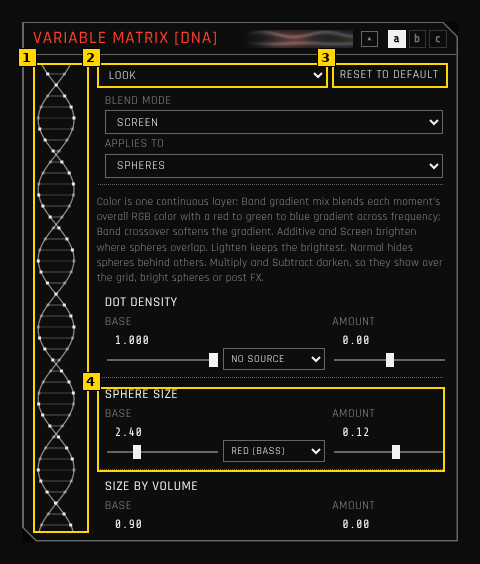 VARIABLE MATRIX [DNA]
a b c
1 2 3
LOOK
RESET TO DEFAULT
BLEND MODE
SCREEN
APPLIES TO
SPHERES
Color is one continuous layer: Band gradient mix blends each moment's
overall RGB color with a red to green to blue gradient across frequency;
Band crossover softens the gradient. Additive and Screen brighten
where spheres overlap. Lighten keeps the brightest. Normal hides
spheres behind others. Multiply and Subtract darken, so they show over
the grid, bright spheres or post FX.
DOT DENSITY
BASE AMOUNT
1.000 0.00
NO SOURCE
4
SPHERE SIZE
BASE AMOUNT
2.40 0.12
RED (BASS)
SIZE BY VOLUME
BASE AMOUNT
0.90 0.00